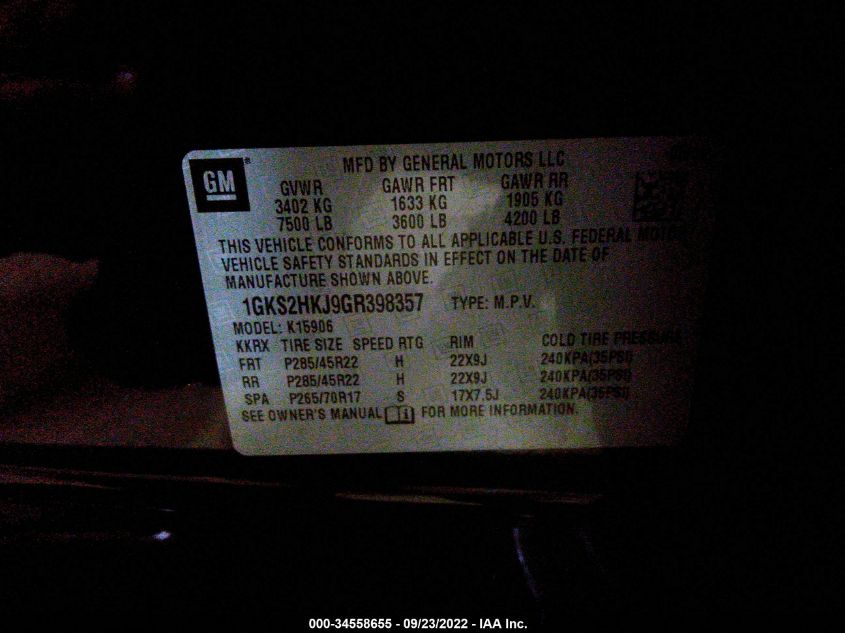 GM
MFD BY GENERAL MOTORS LLC
GVWR GAWR FRT GAWR RR
3402 KG 1633 KG 1905 KG
7500 LB 3600 LB 4200 LB
THIS VEHICLE CONFORMS TO ALL APPLICABLE U.S. FEDERAL MOTOR
VEHICLE SAFETY STANDARDS IN EFFECT ON THE DATE OF
MANUFACTURE SHOWN ABOVE.
1GKS2HKJ9GR398357 TYPE: M.P.V.
MODEL: K15906
KKRX TIRE SIZE SPEED RTG RIM COLD TIRE PRESSURE
FRT P285/45R22 H 22X9J 240KPA(35PSI)
RR P285/45R22 H 22X9J 240KPA(35PSI)
SPA P265/70R17 S 17X7.5J 240KPA(35PSI)
SEE OWNER'S MANUAL FOR MORE INFORMATION.
000-34558655 - 09/23/2022 - IAA Inc.